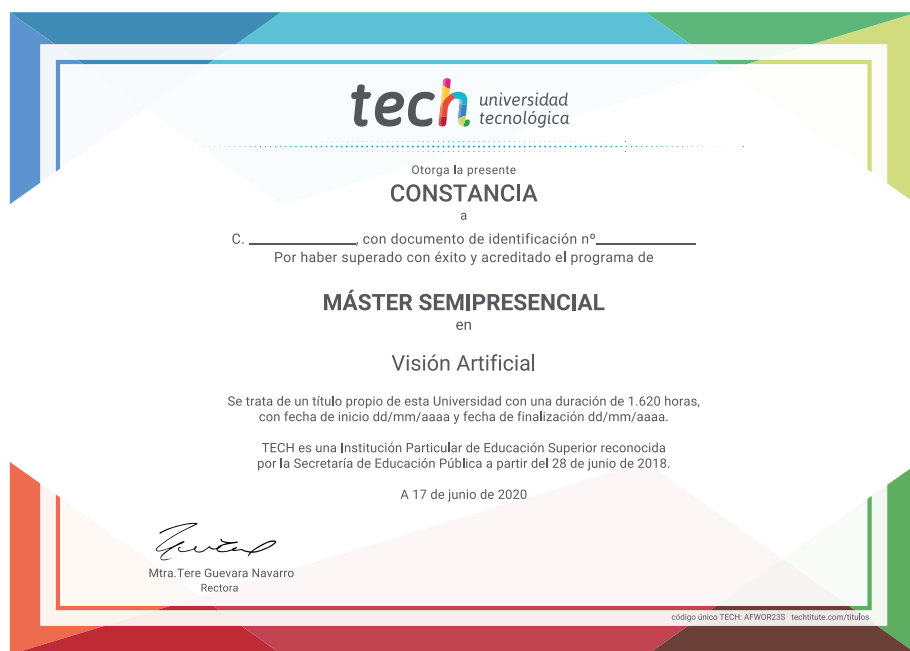 tech universidad
tecnológica
Otorga la presente
CONSTANCIA
a
C. ____________, con documento de identificación nº____________
Por haber superado con éxito y acreditado el programa de
MÁSTER SEMIPRESENCIAL
en
Visión Artificial
Se trata de un título propio de esta Universidad con una duración de 1.620 horas,
con fecha de inicio dd/mm/aaaa y fecha de finalización dd/mm/aaaa.
TECH es una Institución Particular de Educación Superior reconocida
por la Secretaría de Educación Pública a partir del 28 de junio de 2018.
A 17 de junio de 2020
Mtra.Tere Guevara Navarro
Rectora
código único TECH: AFWOR23S techtitute.com/titulos